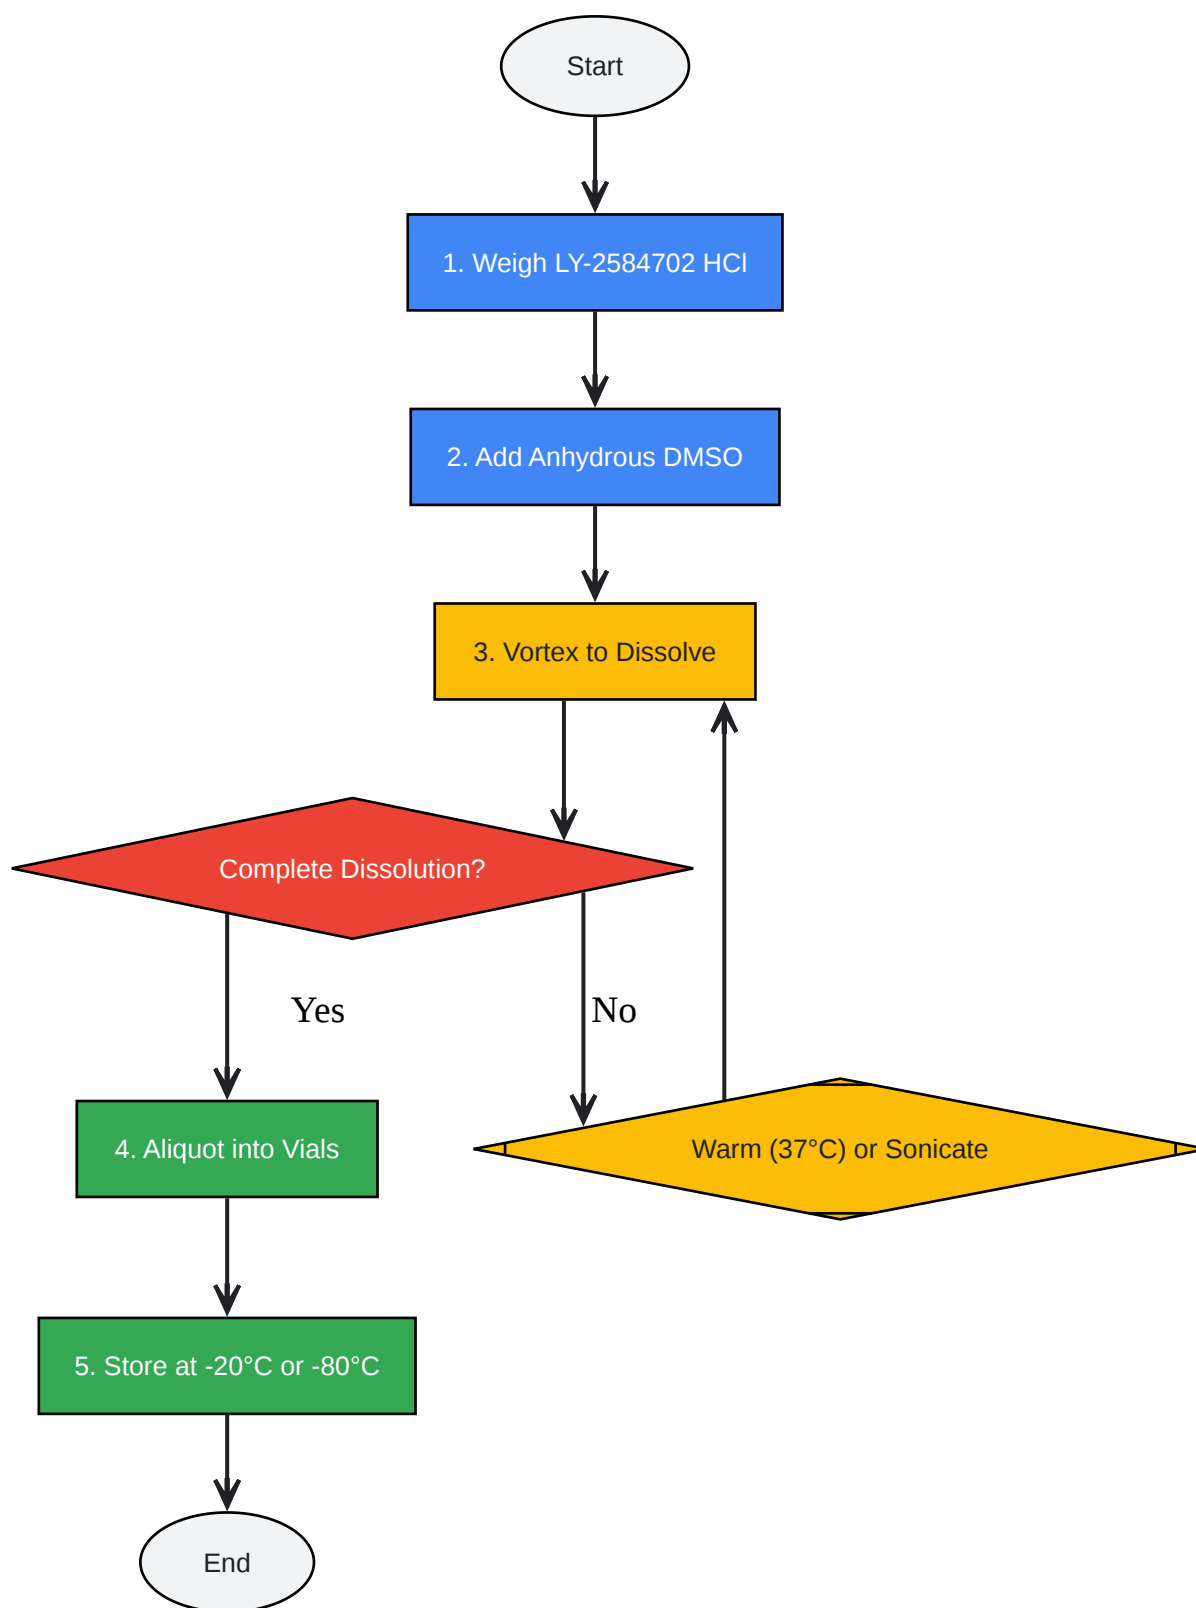 Start
1. Weigh LY-2584702 HCl
2. Add Anhydrous DMSO
3. Vortex to Dissolve
Complete Dissolution?
Yes
No
4. Aliquot into Vials
Warm (37°C) or Sonicate
5. Store at -20°C or -80°C
End